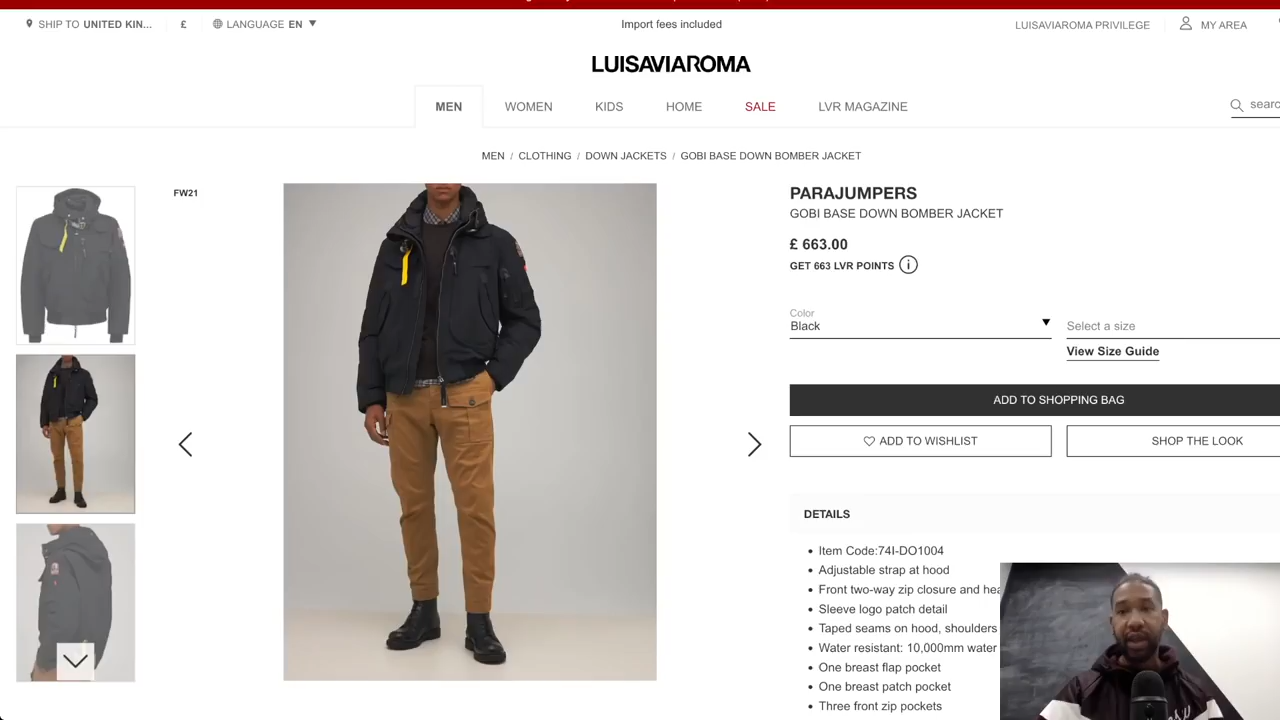 SHIP TO UNITED KIN...
£
LANGUAGE EN
Import fees included
LUISAVIAROMA PRIVILEGE
MY AREA
LUISAVIAROMA
MEN
WOMEN
KIDS
HOME
SALE
LVR MAGAZINE
MEN / CLOTHING / DOWN JACKETS / GOBI BASE DOWN BOMBER JACKET
FW21
PARAJUMPERS
GOBI BASE DOWN BOMBER JACKET
£ 663.00
GET 663 LVR POINTS
Color
Black
Select a size
View Size Guide
ADD TO SHOPPING BAG
ADD TO WISHLIST
SHOP THE LOOK
DETAILS
• Item Code:74I-DO1004
• Adjustable strap at hood
• Front two-way zip closure and
• Sleeve logo patch detail
• Taped seams on hood, shoulders
• Water resistant: 10,000mm water
• One breast flap pocket
• One breast patch pocket
• Three front zip pockets